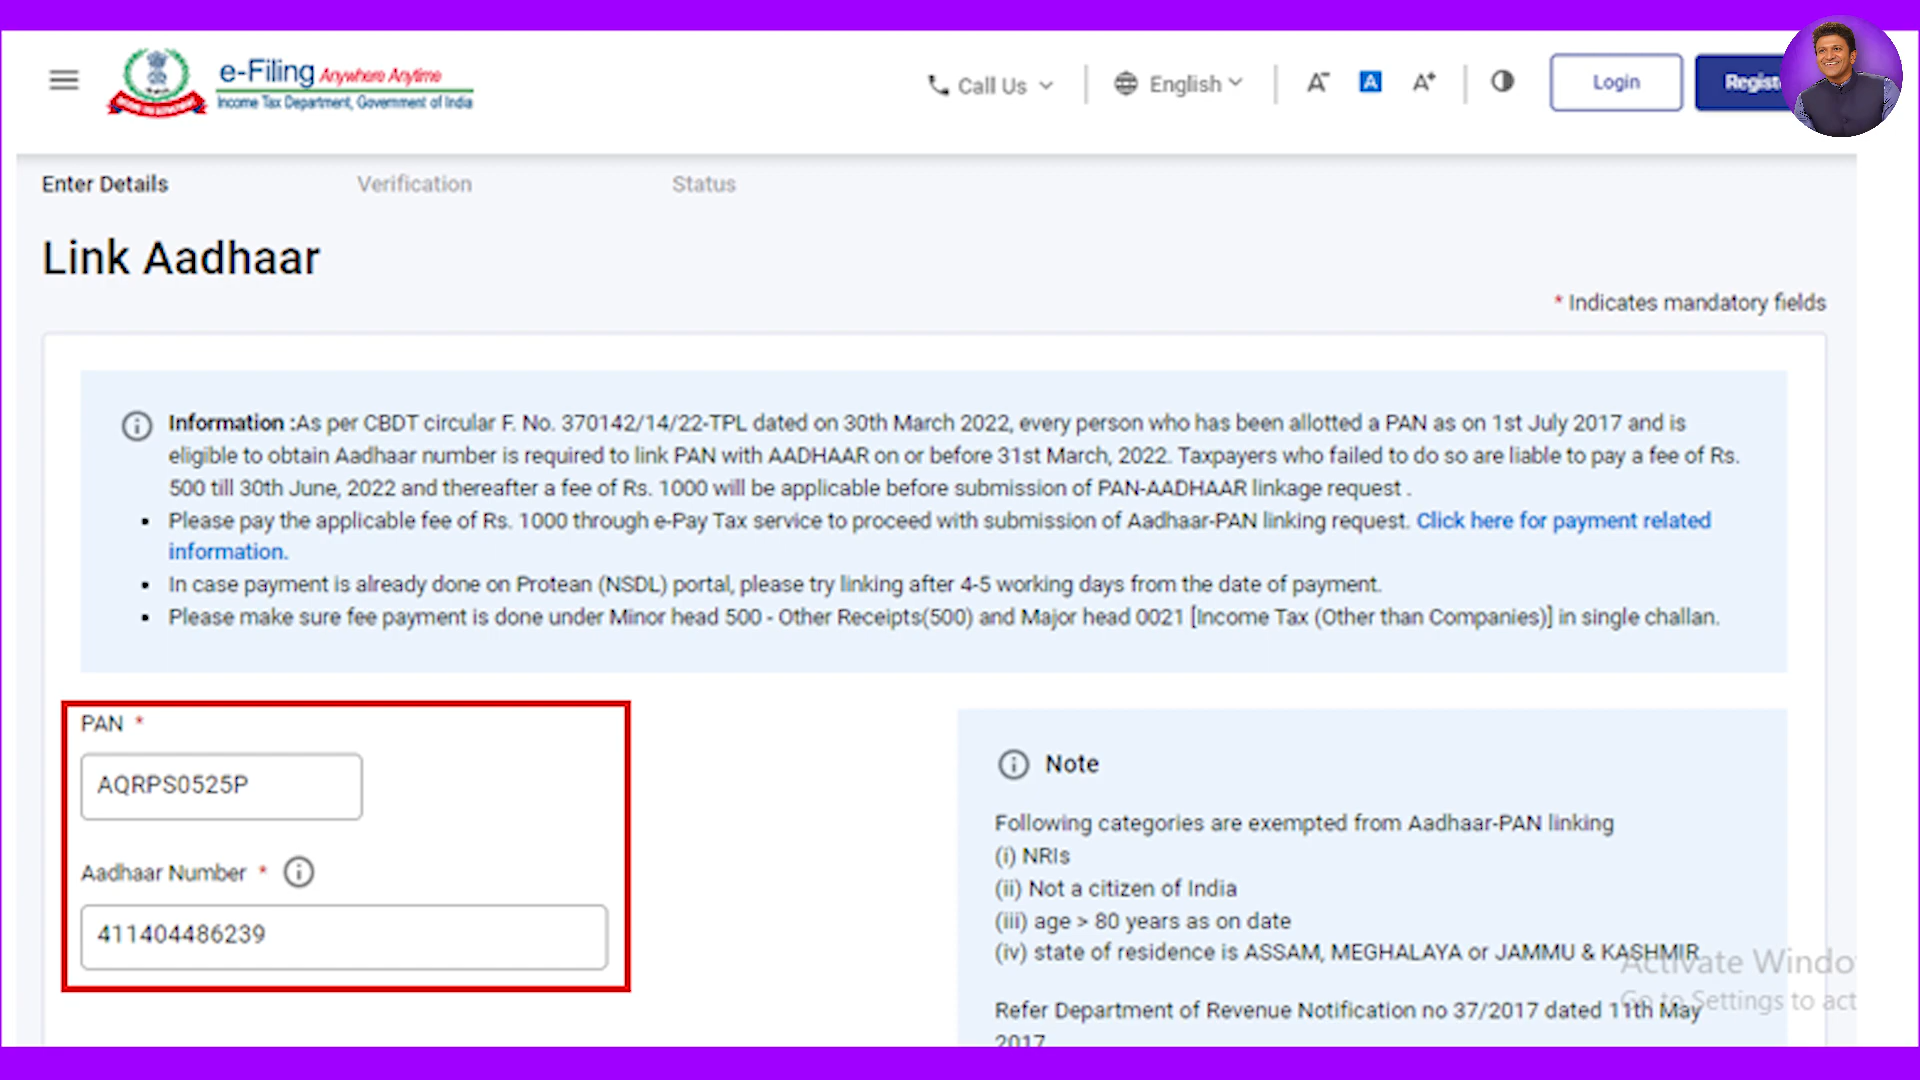 e-Filing Anywhere Anytime
Income Tax Department, Government of India
Call Us
English
A-
A
A+
Login
Registe
Enter Details
Verification
Status
Link Aadhaar
* Indicates mandatory fields
Information :As per CBDT circular F. No. 370142/14/22-TPL dated on 30th March 2022, every person who has been allotted a PAN as on 1st July 2017 and is
eligible to obtain Aadhaar number is required to link PAN with AADHAAR on or before 31st March, 2022. Taxpayers who failed to do so are liable to pay a fee of Rs.
500 till 30th June, 2022 and thereafter a fee of Rs. 1000 will be applicable before submission of PAN-AADHAAR linkage request .
• Please pay the applicable fee of Rs. 1000 through e-Pay Tax service to proceed with submission of Aadhaar-PAN linking request. Click here for payment related
information.
• In case payment is already done on Protean (NSDL) portal, please try linking after 4-5 working days from the date of payment.
• Please make sure fee payment is done under Minor head 500 - Other Receipts(500) and Major head 0021 [Income Tax (Other than Companies)] in single challan.
PAN *
AQRPS0525P
Aadhaar Number *
411404486239
Note
Following categories are exempted from Aadhaar-PAN linking
(i) NRIs
(ii) Not a citizen of India
(iii) age > 80 years as on date
(iv) state of residence is ASSAM, MEGHALAYA or JAMMU & KASHMIR
Refer Department of Revenue Notification no 37/2017 dated 11th May
2017
Activate Windo
Go to Settings to act